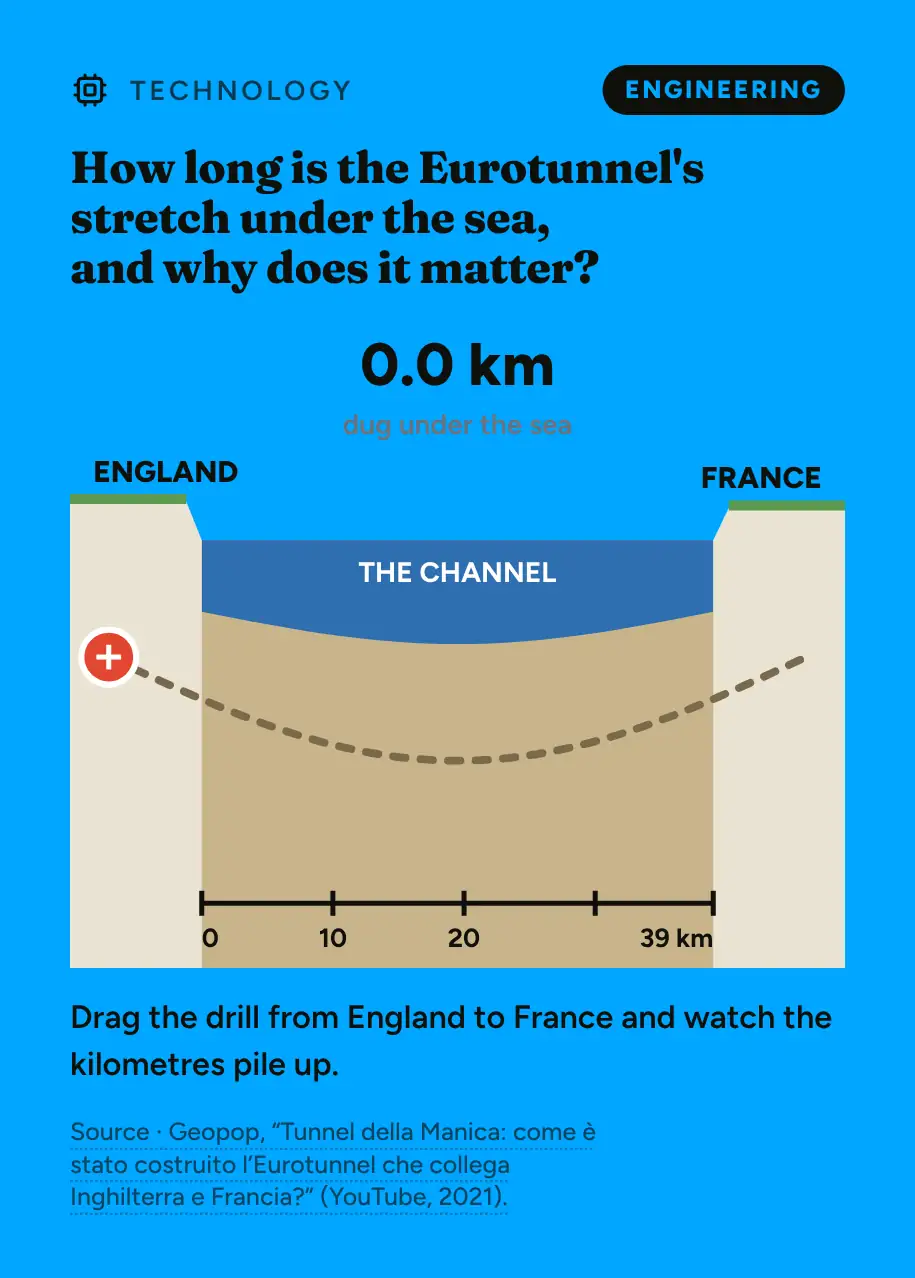 TECHNOLOGY
ENGINEERING
How long is the Eurotunnel's
stretch under the sea,
and why does it matter?
0.0 km
dug under the sea
ENGLAND
FRANCE
THE CHANNEL
0
10
20
39 km
Drag the drill from England to France and watch the
kilometres pile up.
Source · Geopop, “Tunnel della Manica: come è
stato costruito l’Eurotunnel che collega
Inghilterra e Francia?” (YouTube, 2021).